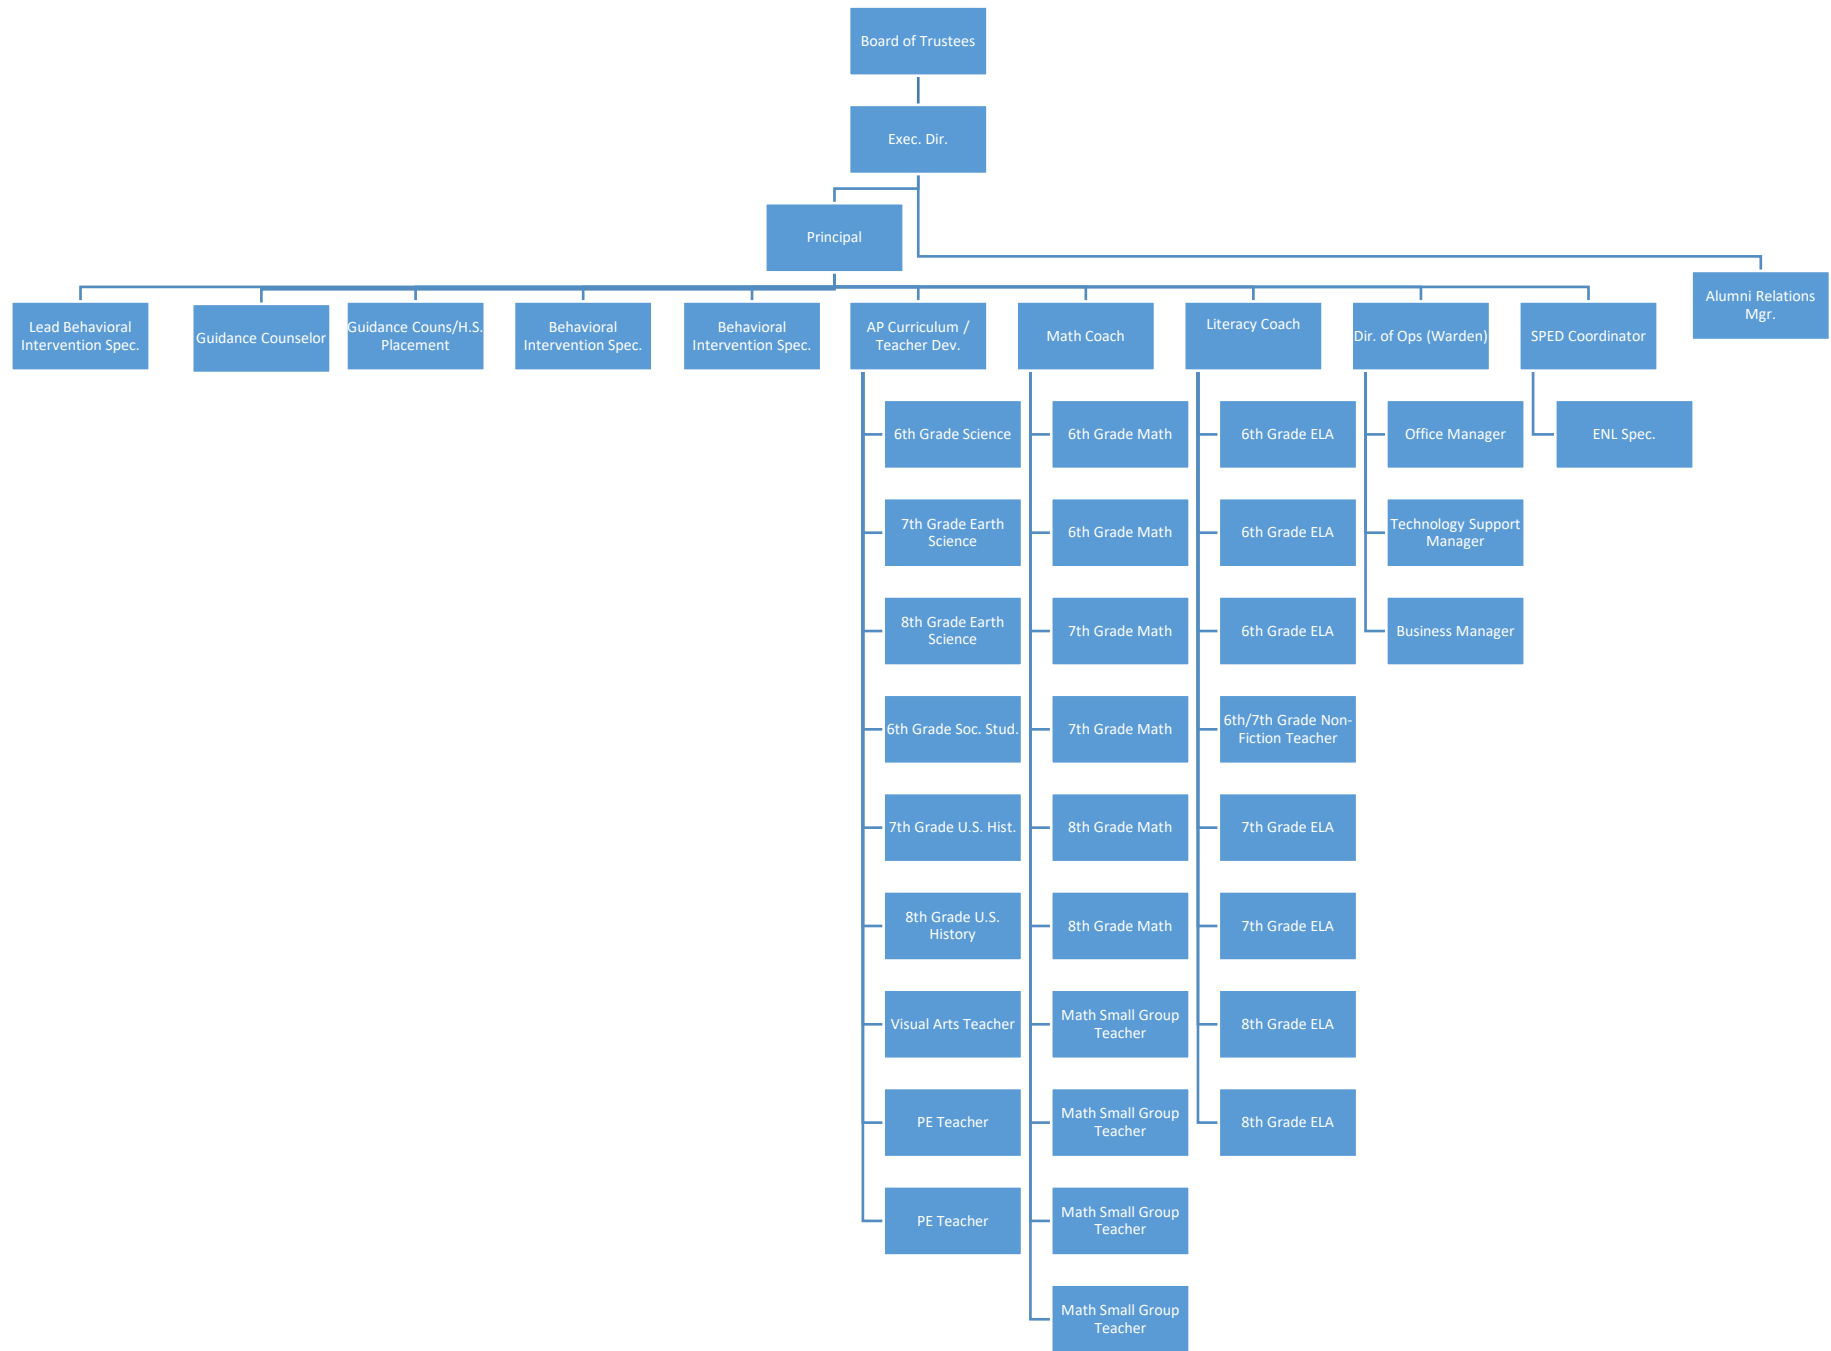 Board of Trustees
Exec. Dir.
Principal
Alumni Relations
Mgr.
Lead Behavioral
Intervention Spec.
Guidance Counselor
Guidance Couns/H.S.
Placement
Behavioral
Intervention Spec.
Behavioral
Intervention Spec.
AP Curriculum /
Teacher Dev.
Math Coach
Literacy Coach
Dir. of Ops (Warden)
SPED Coordinator
6th Grade Science
7th Grade Earth
Science
8th Grade Earth
Science
6th Grade Soc. Stud.
7th Grade U.S. Hist.
8th Grade U.S.
History
Visual Arts Teacher
PE Teacher
PE Teacher
6th Grade Math
6th Grade Math
7th Grade Math
7th Grade Math
8th Grade Math
8th Grade Math
Math Small Group
Teacher
Math Small Group
Teacher
Math Small Group
Teacher
Math Small Group
Teacher
6th Grade ELA
6th Grade ELA
6th Grade ELA
6th/7th Grade Non-
Fiction Teacher
7th Grade ELA
7th Grade ELA
8th Grade ELA
8th Grade ELA
Office Manager
Technology Support
Manager
Business Manager
ENL Spec.